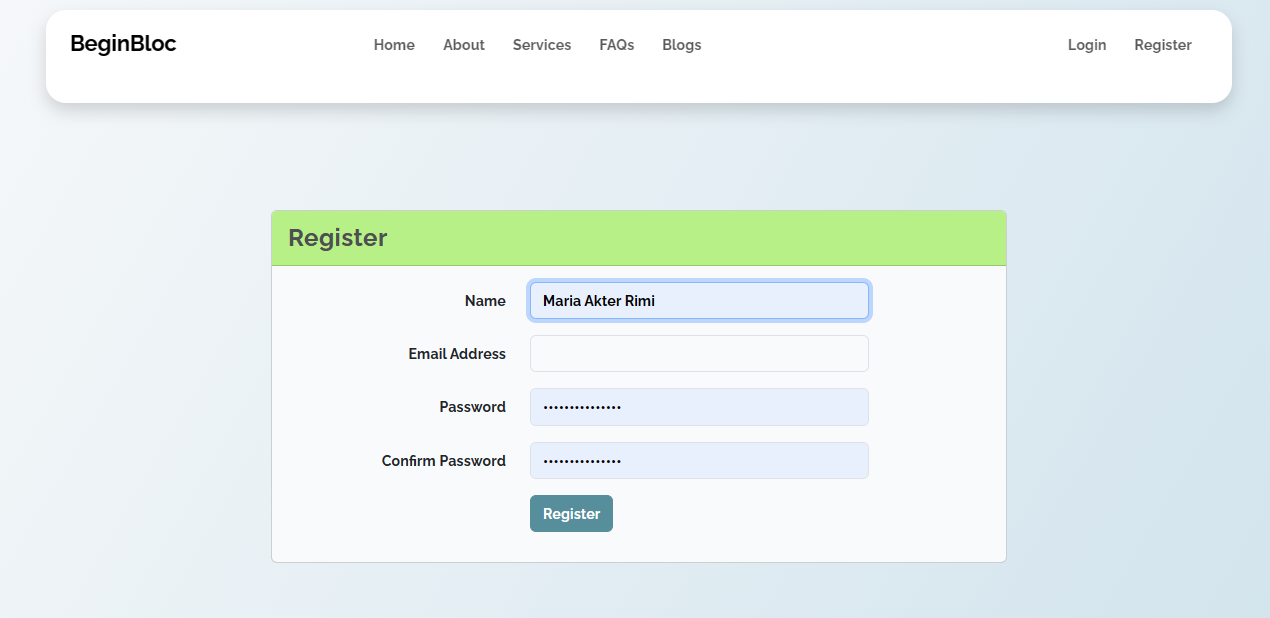 BeginBloc Home About Services FAQs Blogs Login Register
Register
Name Maria Akter Rimi
Email Address
Password •••••••••••••••
Confirm Password •••••••••••••••
Register